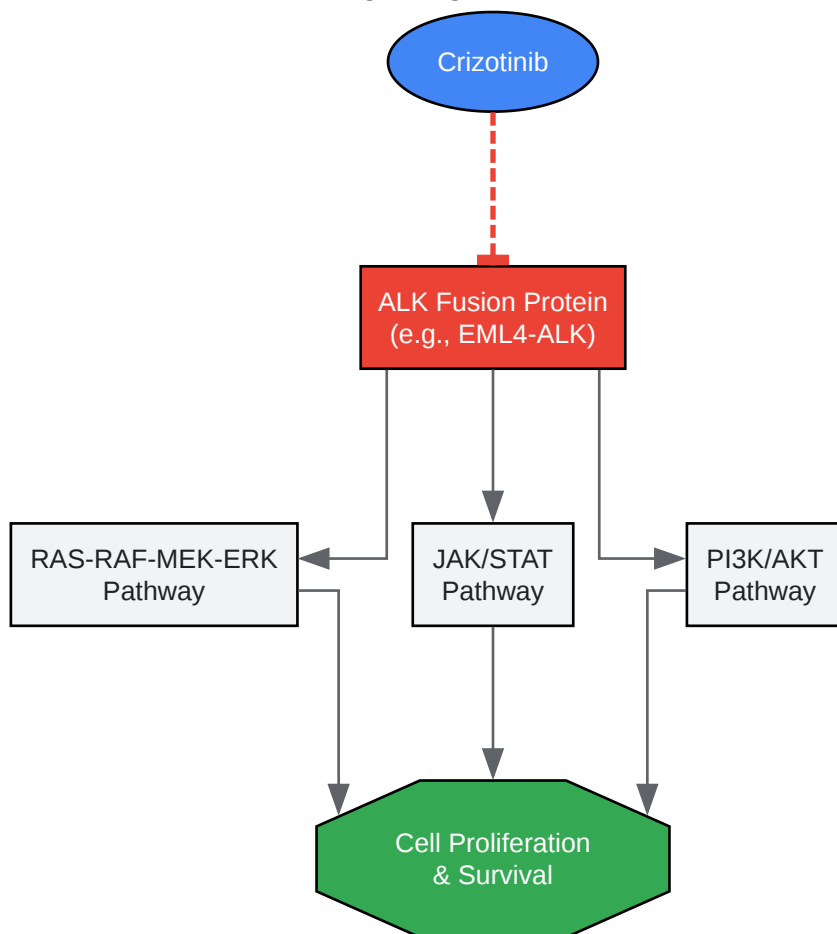 Crizotinib
ALK Fusion Protein
(e.g., EML4-ALK)
RAS-RAF-MEK-ERK
Pathway
JAK/STAT
Pathway
PI3K/AKT
Pathway
Cell Proliferation
& Survival